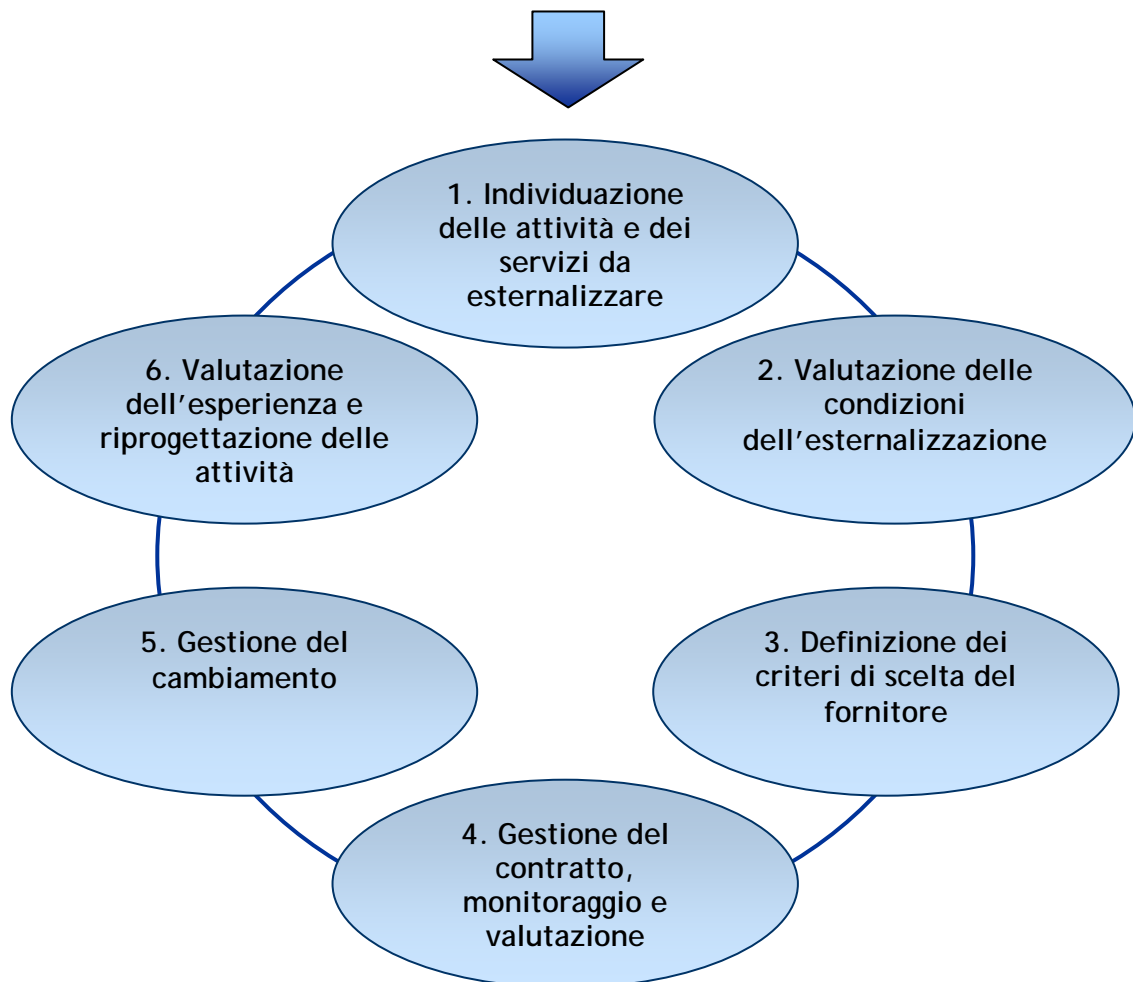 1. Individuazione
delle attività e dei
servizi da
esternalizzare
2. Valutazione delle
condizioni
dell’esternalizzazione
3. Definizione dei
criteri di scelta del
fornitore
4. Gestione del
contratto,
monitoraggio e
valutazione
5. Gestione del
cambiamento
6. Valutazione
dell’esperienza e
riprogettazione delle
attività